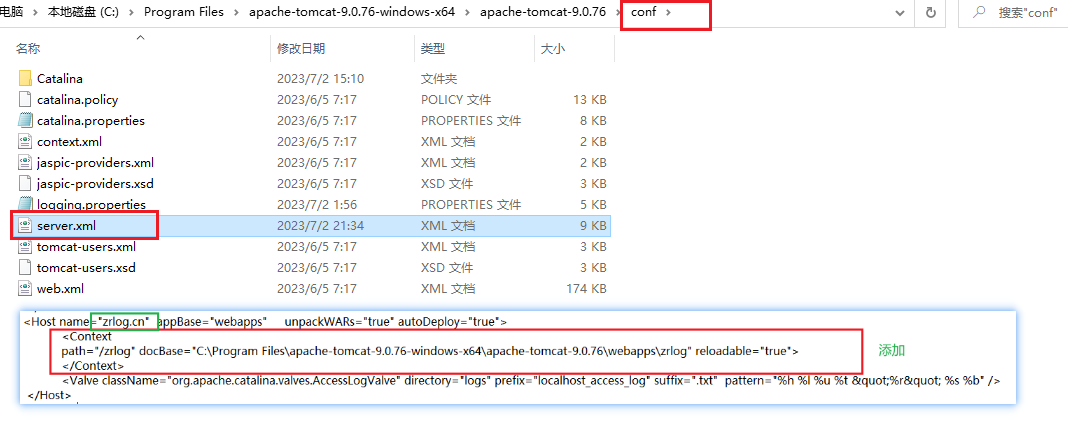 电脑 › 本地磁盘 (C:) › Program Files › apache-tomcat-9.0.76-windows-x64 › apache-tomcat-9.0.76 › conf › 搜索"conf"
名称 修改日期 类型 大小
Catalina 2023/7/2 15:10 文件夹
catalina.policy 2023/6/5 7:17 POLICY 文件 13 KB
catalina.properties 2023/6/5 7:17 PROPERTIES 文件 8 KB
context.xml 2023/6/5 7:17 XML 文档 2 KB
jaspic-providers.xml 2023/6/5 7:17 XML 文档 2 KB
jaspic-providers.xsd 2023/6/5 7:17 XSD 文件 3 KB
logging.properties 2023/7/2 1:56 PROPERTIES 文件 5 KB
server.xml 2023/7/2 21:34 XML 文档 9 KB
tomcat-users.xml 2023/6/5 7:17 XML 文档 3 KB
tomcat-users.xsd 2023/6/5 7:17 XSD 文件 3 KB
web.xml 2023/6/5 7:17 XML 文档 174 KB
<Host name="zrlog.cn" appBase="webapps" unpackWARs="true" autoDeploy="true">
<Context
path="/zrlog" docBase="C:\Program Files\apache-tomcat-9.0.76-windows-x64\apache-tomcat-9.0.76\webapps\zrlog" reloadable="true"> 添加
</Context>
<Valve className="org.apache.catalina.valves.AccessLogValve" directory="logs" prefix="localhost_access_log" suffix=".txt" pattern="%h %l %u %t &quot;%r&quot; %s %b" />
</Host>